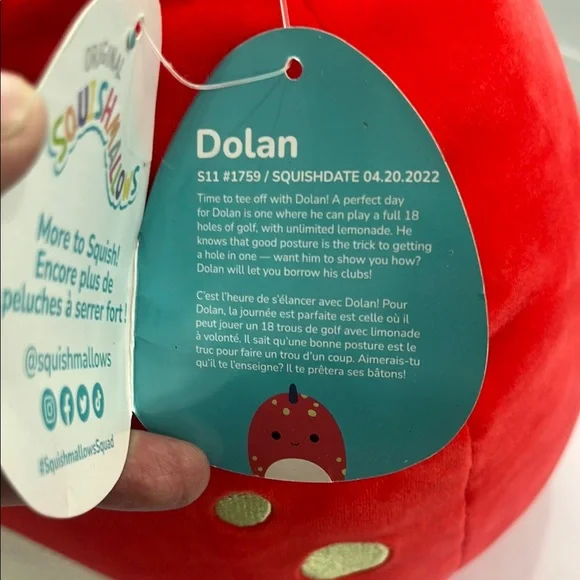 ORIGINAL
SQUISHMALLOWS
More to Squish!
Encore plus de
peluches à serrer fort!
@squishmallows
#SquishmallowsSquad
Dolan
S11 #1759 / SQUISHDATE 04.20.2022
Time to tee off with Dolan! A perfect day
for Dolan is one where he can play a full 18
holes of golf, with unlimited lemonade. He
knows that good posture is the trick to getting
a hole in one — want him to show you how?
Dolan will let you borrow his clubs!
C'est l'heure de s'élancer avec Dolan! Pour
Dolan, la journée est parfaite est celle où il
peut jouer un 18 trous de golf avec limonade
à volonté. Il sait qu'une bonne posture est le
truc pour faire un trou d'un coup. Aimerais-tu
qu'il te l'enseigne? Il te prêtera ses bâtons!